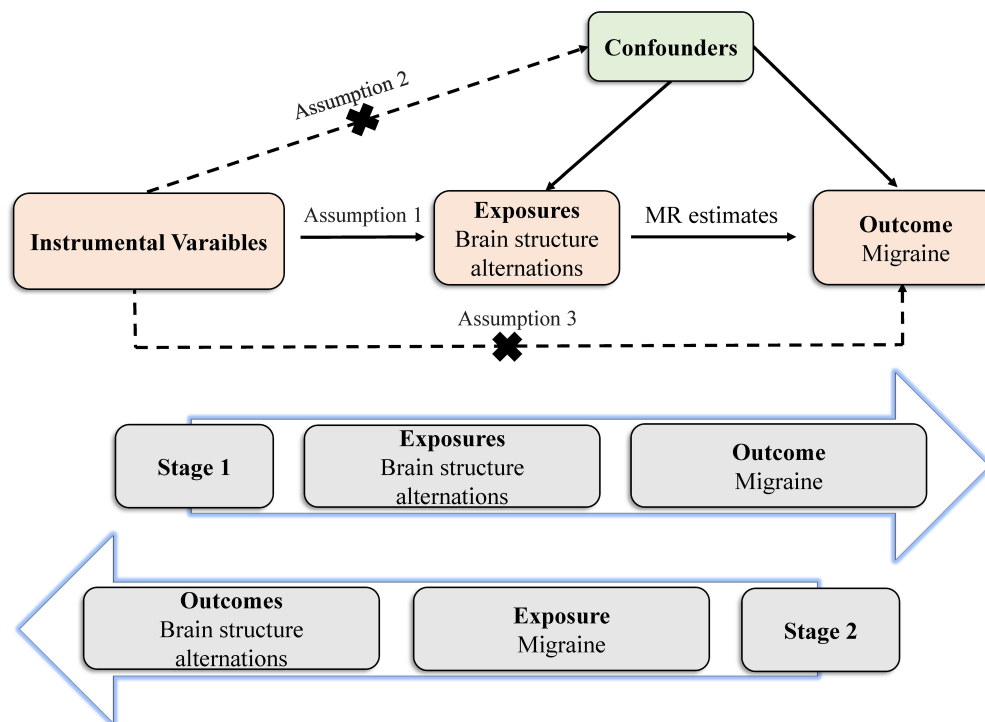 Confounders
Assumption 2
Instrumental Varaibles
Assumption 1
Exposures
Brain structure
alternations
MR estimates
Outcome
Migraine
Assumption 3
Stage 1
Exposures
Brain structure
alternations
Outcome
Migraine
Outcomes
Brain structure
alternations
Exposure
Migraine
Stage 2